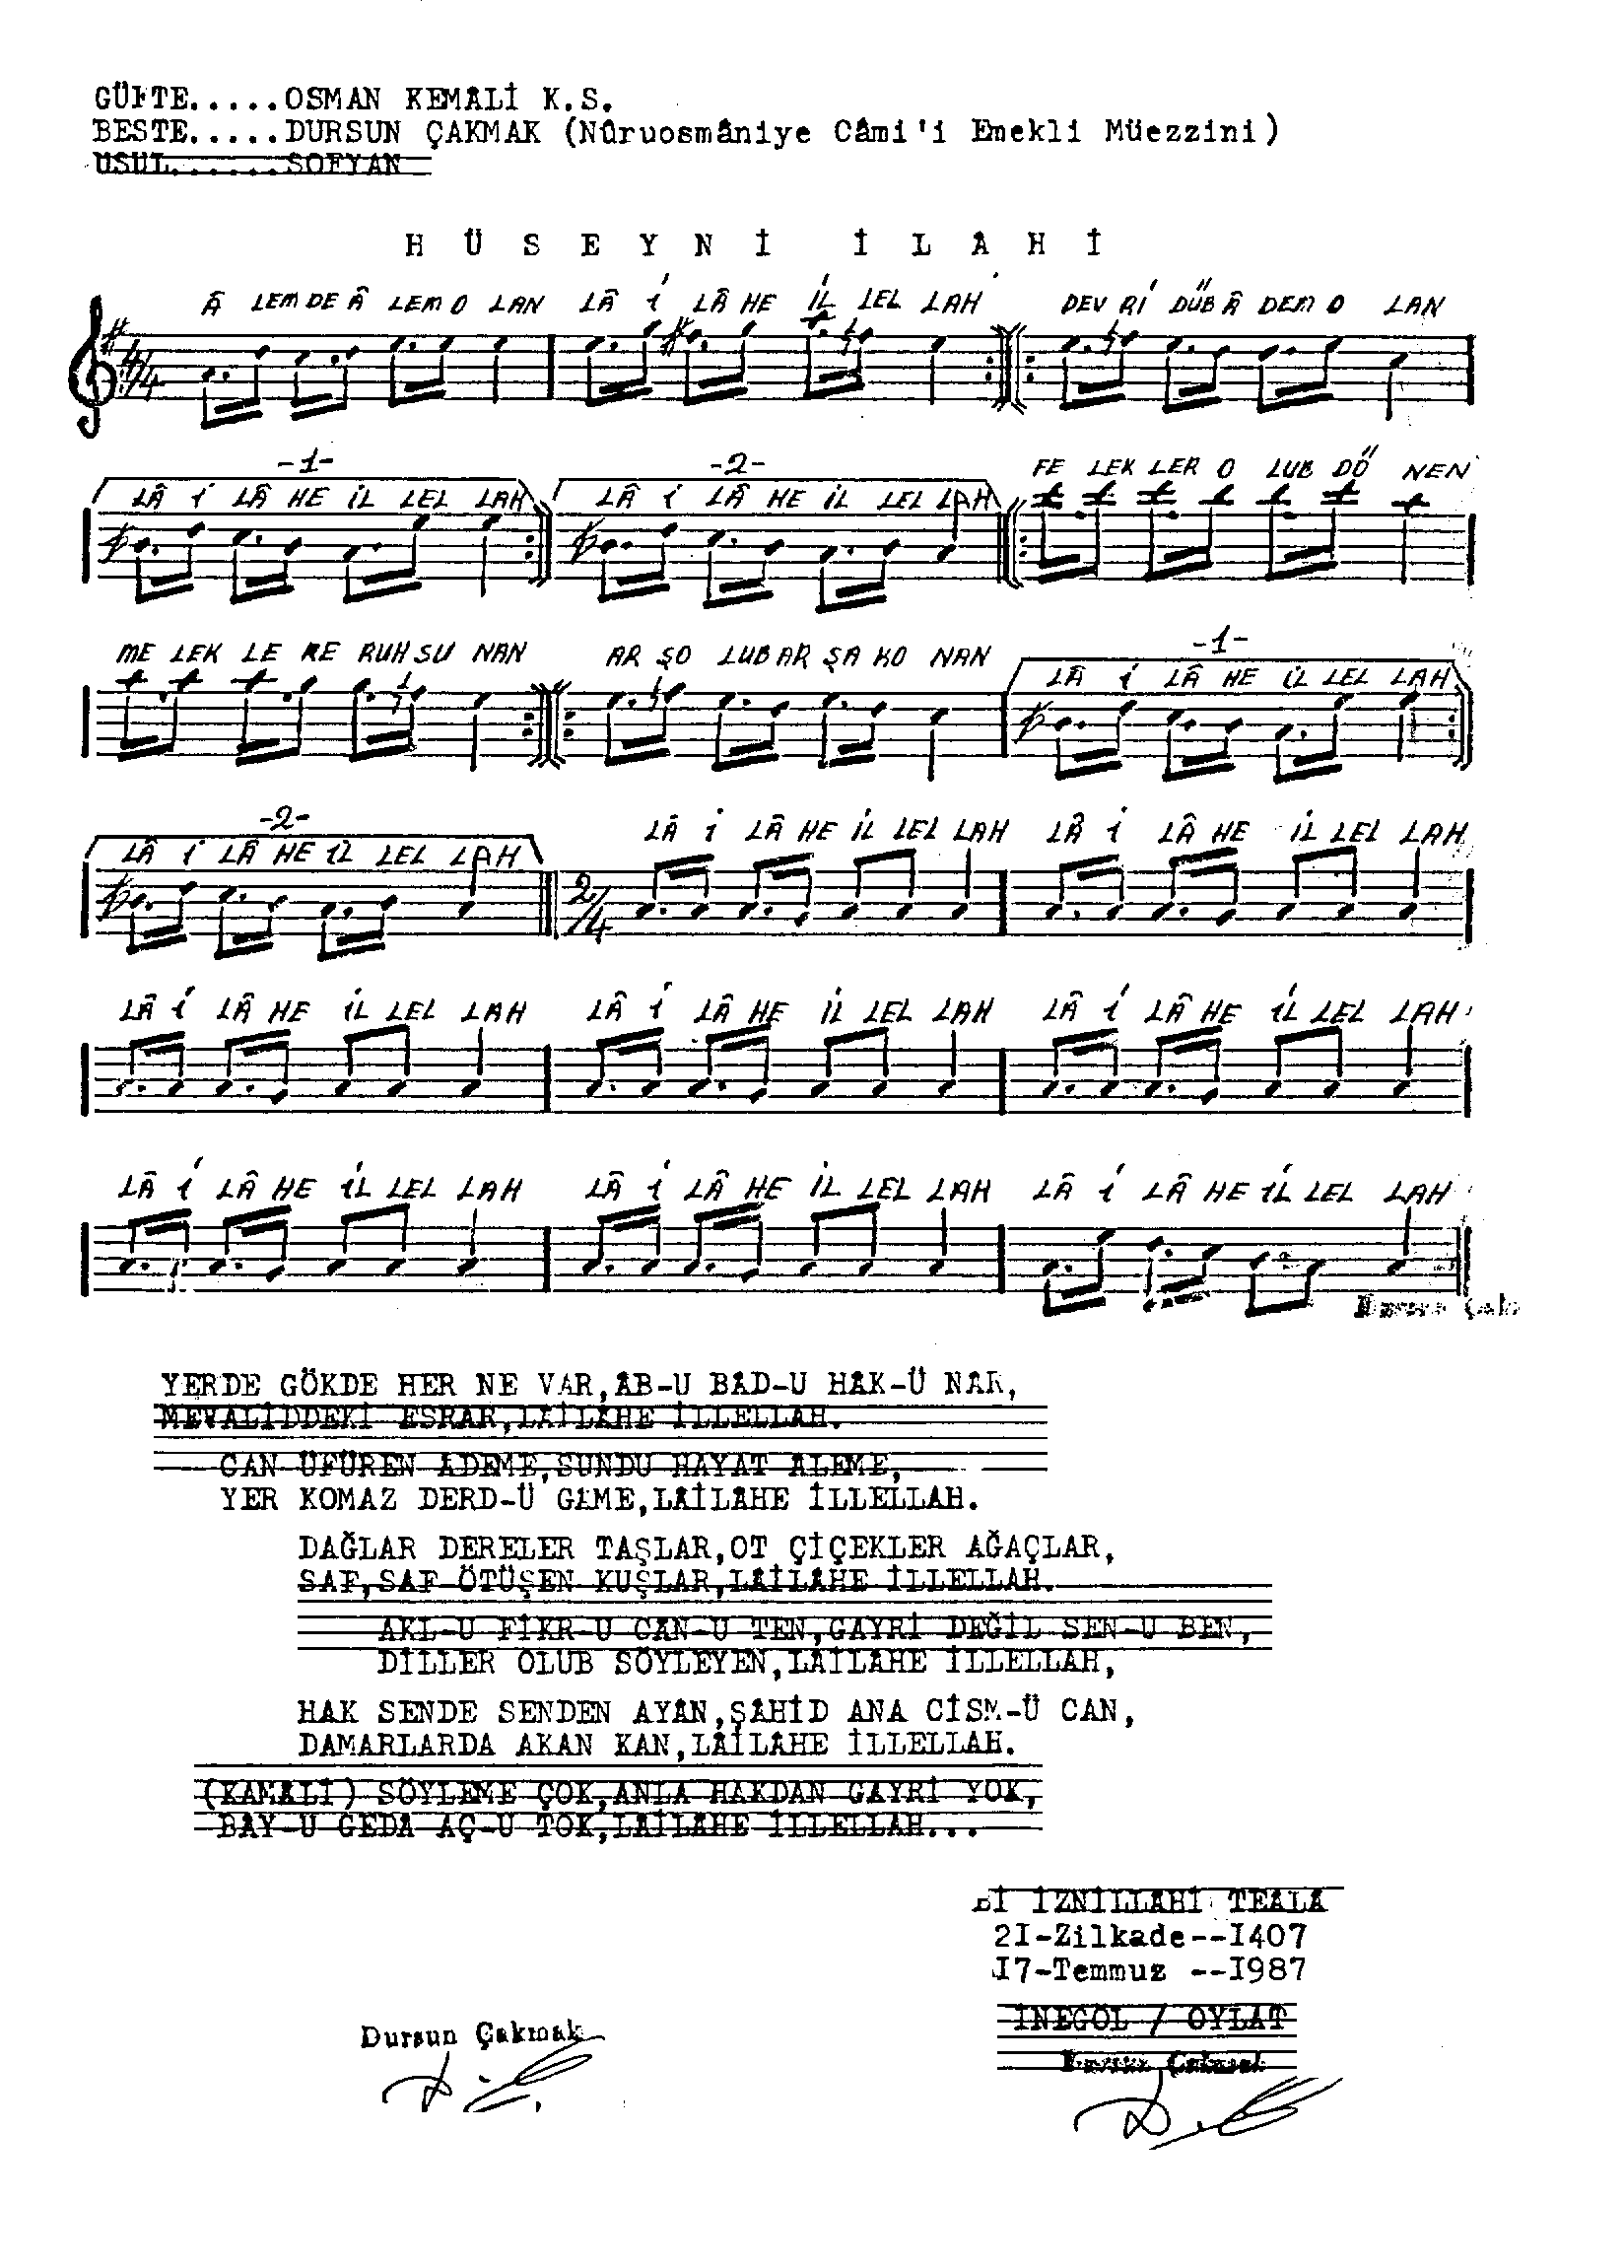 GÜFTE.....OSMAN KEMALİ K.S.
BESTE.....DURSUN ÇAKMAK (Nûruosmâniye Câmi'i Emekli Müezzini)
USUL......SOFYAN
HÜSEYNİ İLAHİ
Â LEM DE Â LEM O LAN LÂ İ LÂ HE İL LEL LAH DEV Rİ DÜB Â DEM O LAN
4/4
-1- -2-
LÂ İ LÂ HE İL LEL LAH LÂ İ LÂ HE İL LEL LAH FE LEK LER O LUB DÖ NEN
ME LEK LE RE RUH SU NAN AR ŞO LUB AR ŞA KO NAN -1- LÂ İ LÂ HE İL LEL LAH
-2-
LÂ İ LÂ HE İL LEL LAH LÂ İ LÂ HE İL LEL LAH LÂ İ LÂ HE İL LEL LAH
2/4
LÂ İ LÂ HE İL LEL LAH LÂ İ LÂ HE İL LEL LAH LÂ İ LÂ HE İL LEL LAH
LÂ İ LÂ HE İL LEL LAH LÂ İ LÂ HE İL LEL LAH LÂ İ LÂ HE İL LEL LAH
YERDE GÖKDE HER NE VAR,AB-U BAD-U HAK-Ü NAR,
MEVALİDDEKİ ESRAR,LAİLAHE İLLELLAH.
CAN ÜFÜREN ADEME,SUNDU HAYAT ALEME,
YER KOMAZ DERD-Ü GAME,LAİLAHE İLLELLAH.
DAĞLAR DERELER TAŞLAR,OT ÇİÇEKLER AĞAÇLAR,
SAF,SAF ÖTÜŞEN KUŞLAR,LAİLAHE İLLELLAH.
AKL-U FİKR-U CAN-U TEN,GAYRİ DEĞİL SEN-U BEN,
DİLLER OLUB SÖYLEYEN,LAİLAHE İLLELLAH,
HAK SENDE SENDEN AYAN,ŞAHİD ANA CİSM-Ü CAN,
DAMARLARDA AKAN KAN,LAİLAHE İLLELLAH.
(KAMALİ) SÖYLEME ÇOK,ANLA HAKDAN GAYRİ YOK,
BAY-U GEDA AÇ-U TOK,LAİLAHE İLLELLAH...
Bİ İZNİLLAHİ TEALA
2I-Zilkade--I407
I7-Temmuz --I987
İNEGÖL / OYLAT
Dursun Çakmak
Dursun Çakmak